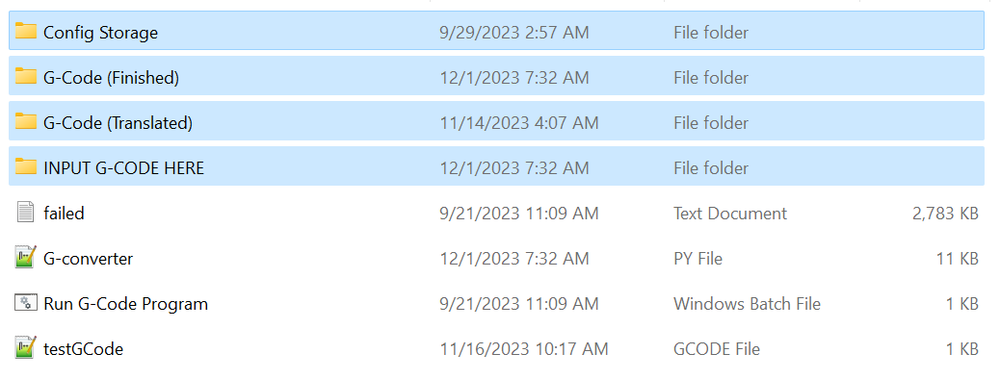 Config Storage 9/29/2023 2:57 AM File folder
G-Code (Finished) 12/1/2023 7:32 AM File folder
G-Code (Translated) 11/14/2023 4:07 AM File folder
INPUT G-CODE HERE 12/1/2023 7:32 AM File folder
failed 9/21/2023 11:09 AM Text Document 2,783 KB
G-converter 12/1/2023 7:32 AM PY File 11 KB
Run G-Code Program 9/21/2023 11:09 AM Windows Batch File 1 KB
testGCode 11/16/2023 10:17 AM GCODE File 1 KB